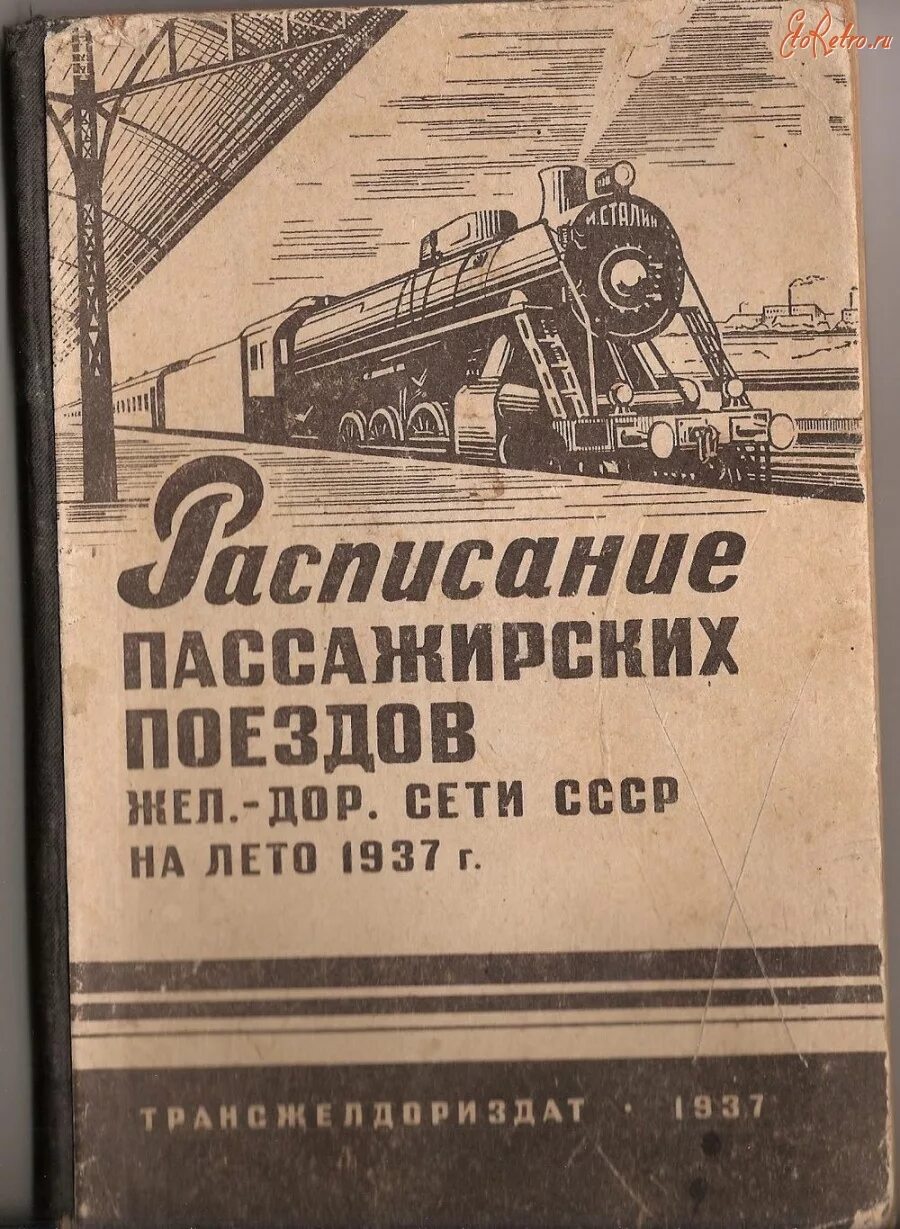 EtoRetro.ru
И.СТАЛИН
Расписание
ПАССАЖИРСКИХ
ПОЕЗДОВ
ЖЕЛ.-ДОР. СЕТИ СССР
НА ЛЕТО 1937 г.
ТРАНСЖЕЛДОРИЗДАТ · 1937